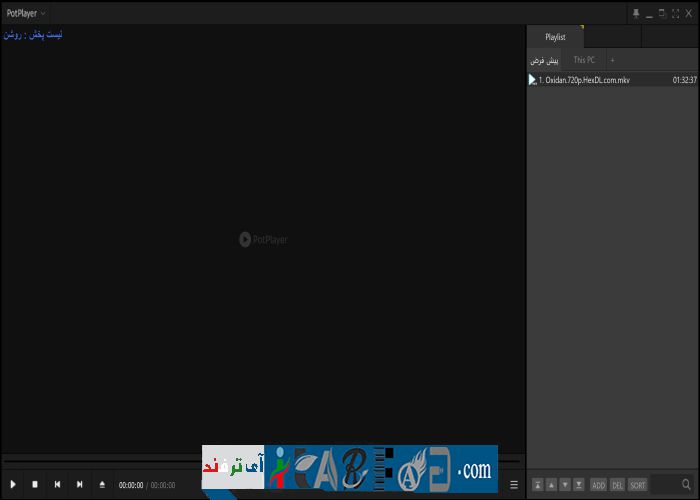 PotPlayer
لیست پخش : روشن
Playlist
پیش فرض This PC +
1. Oxidan.720p.HexDL.com.mkv 01:32:37
PotPlayer
آی ترفند
.com
00:00:00 / 00:00:00
ADD DEL SORT